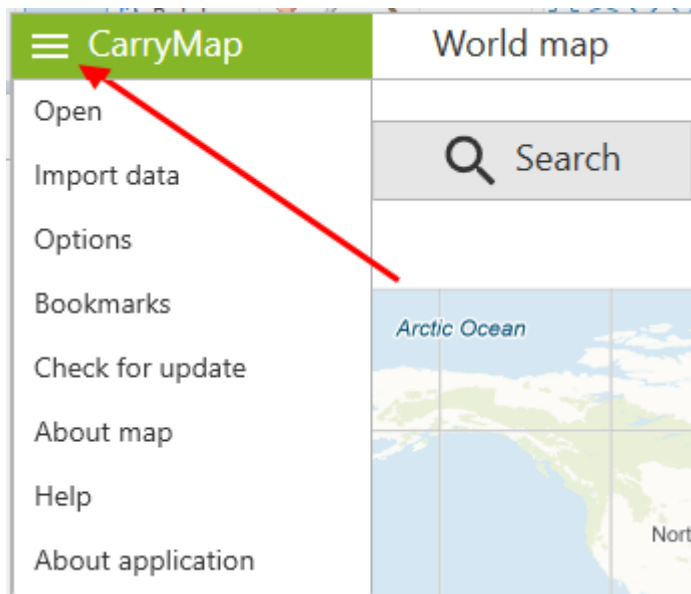 CarryMap
World map
Open
Import data
Options
Bookmarks
Check for update
About map
Help
About application
Search
Arctic Ocean
Nort